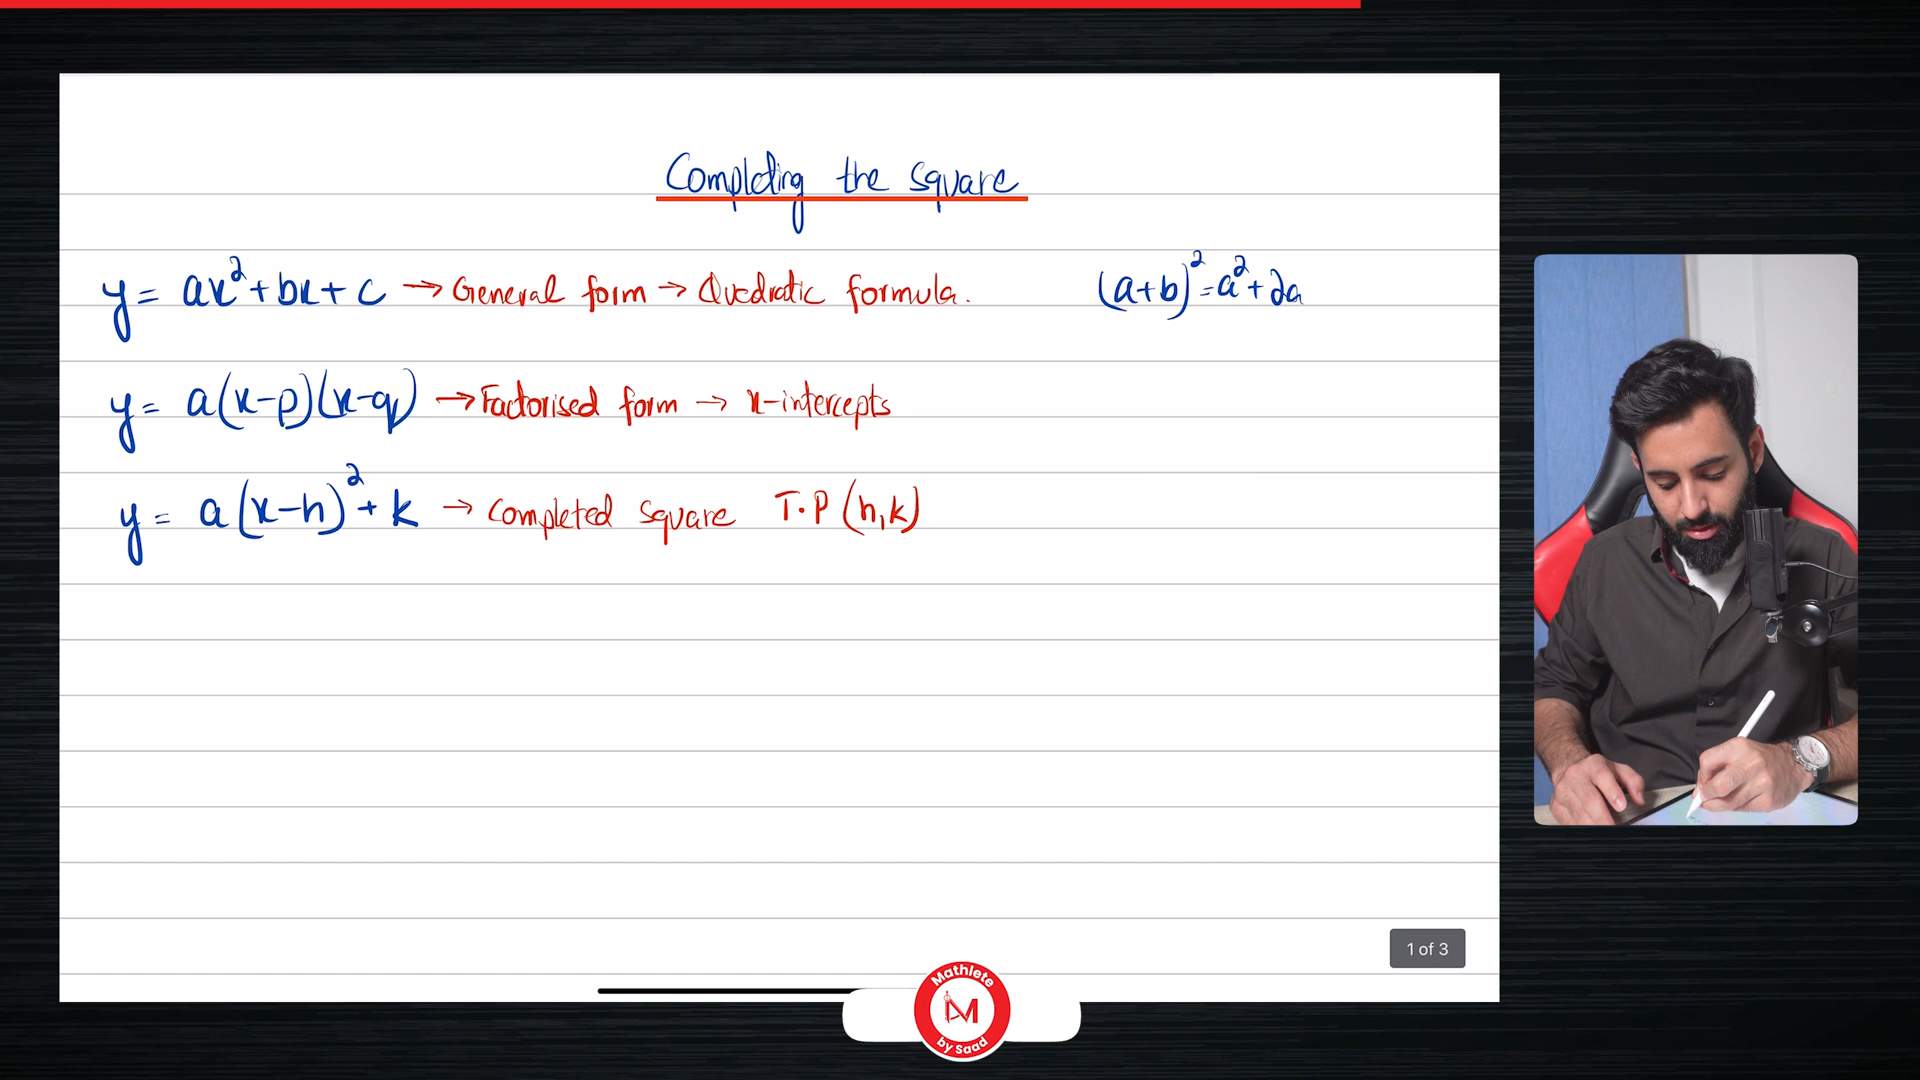 Completing the square
y = ax² + bx + c → General form → Quadratic formula.
(a+b)² = a² + 2a
y = a(x-p)(x-q) → Factorised form → x-intercepts
y = a(x-h)² + k → Completed square T.P (h,k)
1 of 3
Mathlete
M
by Saad